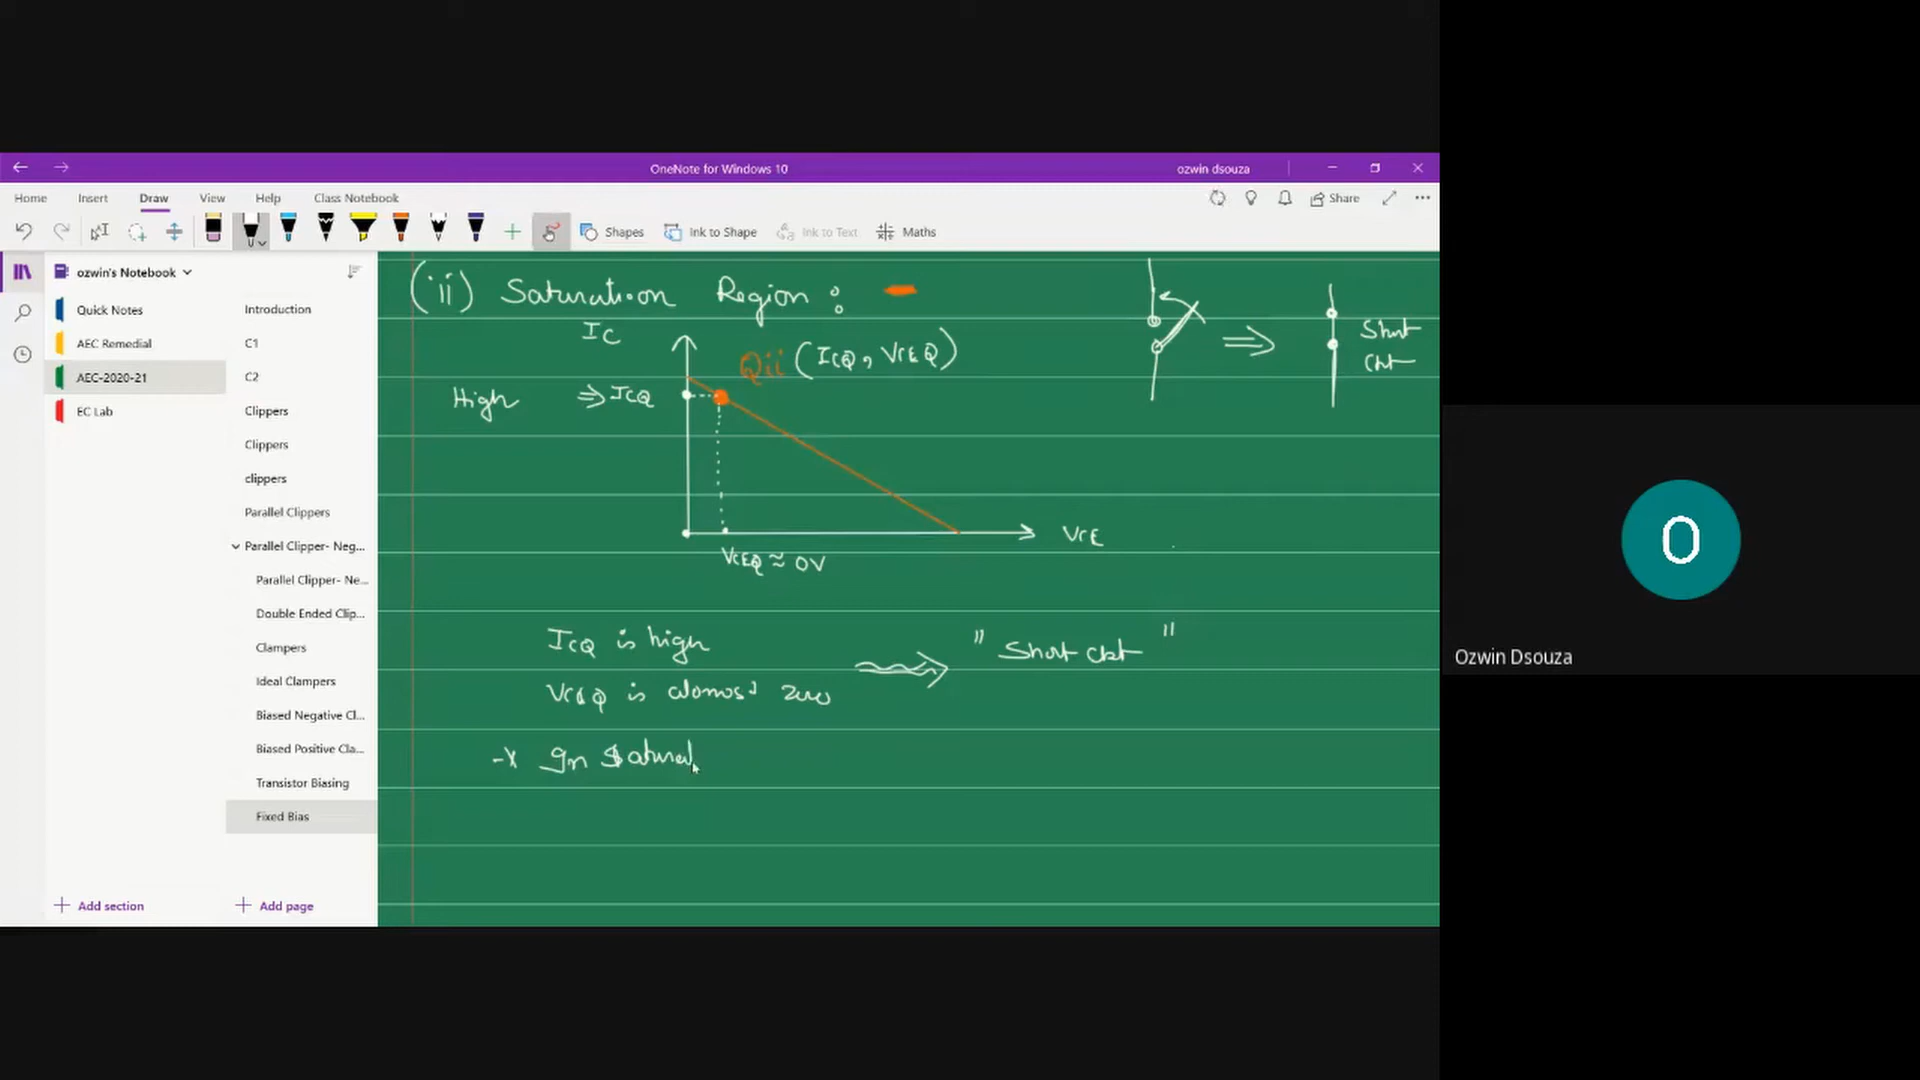 OneNote for Windows 10
ozwin dsouza
Home Insert Draw View Help Class Notebook
Share
Shapes Ink to Shape Ink to Text Maths
ozwin's Notebook
Quick Notes
AEC Remedial
AEC-2020-21
EC Lab
Add section
Introduction
C1
C2
Clippers
Clippers
clippers
Parallel Clippers
Parallel Clipper- Neg...
Parallel Clipper- Ne...
Double Ended Clip...
Clampers
Ideal Clampers
Biased Negative Cl...
Biased Positive Cla...
Transistor Biasing
Fixed Bias
Add page
(ii) Saturation Region :
IC
Qii (ICQ, VCEQ)
High ⇒ ICQ
VCE
VCEQ ≈ 0V
⇒ Short
Ckt
ICQ is high
VCEQ is almost zero
"Short Ckt"
In Saturat
O
Ozwin Dsouza